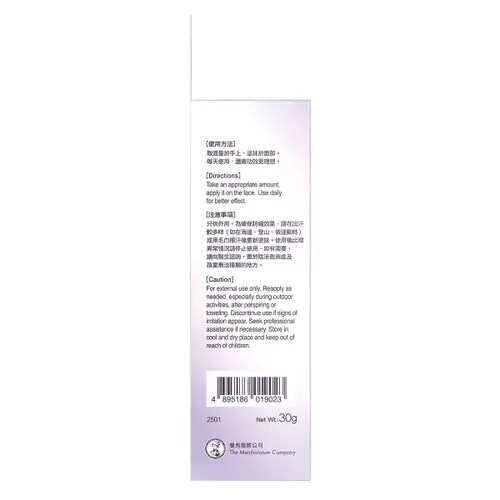 [使用方法]
取適量於手上，塗抹於面部。
每天使用，護膚功效更理想。
[Directions]
Take an appropriate amount,
apply it on the face. Use daily
for better effect.
[注意事項]
只供外用。為確保防曬效果，請在出汗
較多時（如在海邊、登山、做運動時）
或用毛巾擦汗後重新塗抹。使用後出現
異常情況請停止使用，如有需要，
請向醫生諮詢。置於陰涼乾爽處及
孩童無法接觸的地方。
[Caution]
For external use only. Reapply as
needed, especially during outdoor
activities, after perspiring or
toweling. Discontinue use if signs of
irritation appear. Seek professional
assistance if necessary. Store in
cool and dry place and keep out of
reach of children.
4 895186 019023
2501 Net Wt: 30g
曼秀雷敦公司
The Mentholatum Company